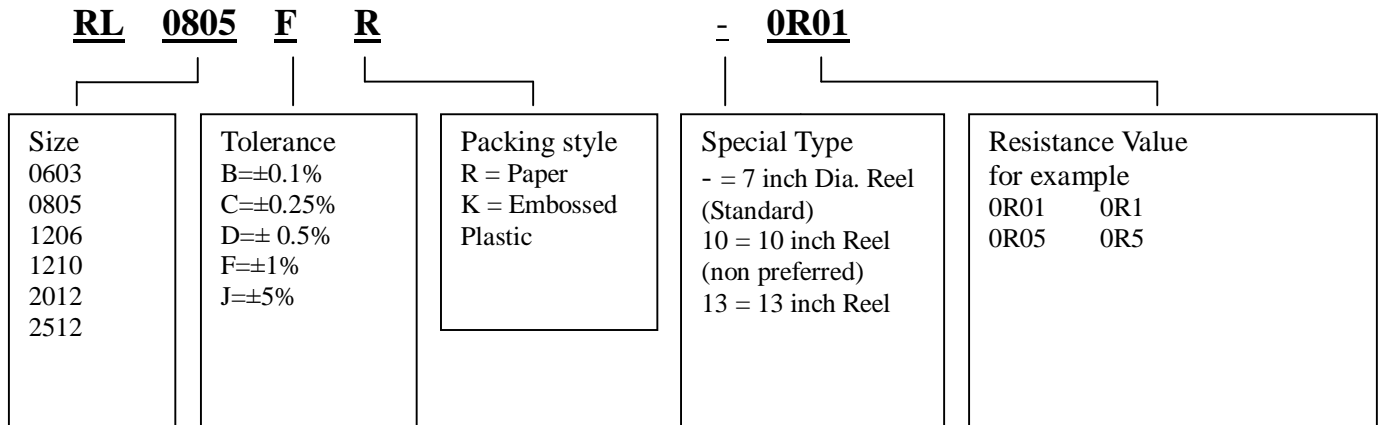 RL 0805 F R - 0R01
Size
0603
0805
1206
1210
2012
2512
Tolerance
B=±0.1%
C=±0.25%
D=± 0.5%
F=±1%
J=±5%
Packing style
R = Paper
K = Embossed
Plastic
Special Type
- = 7 inch Dia. Reel
(Standard)
10 = 10 inch Reel
(non preferred)
13 = 13 inch Reel
Resistance Value
for example
0R01 0R1
0R05 0R5